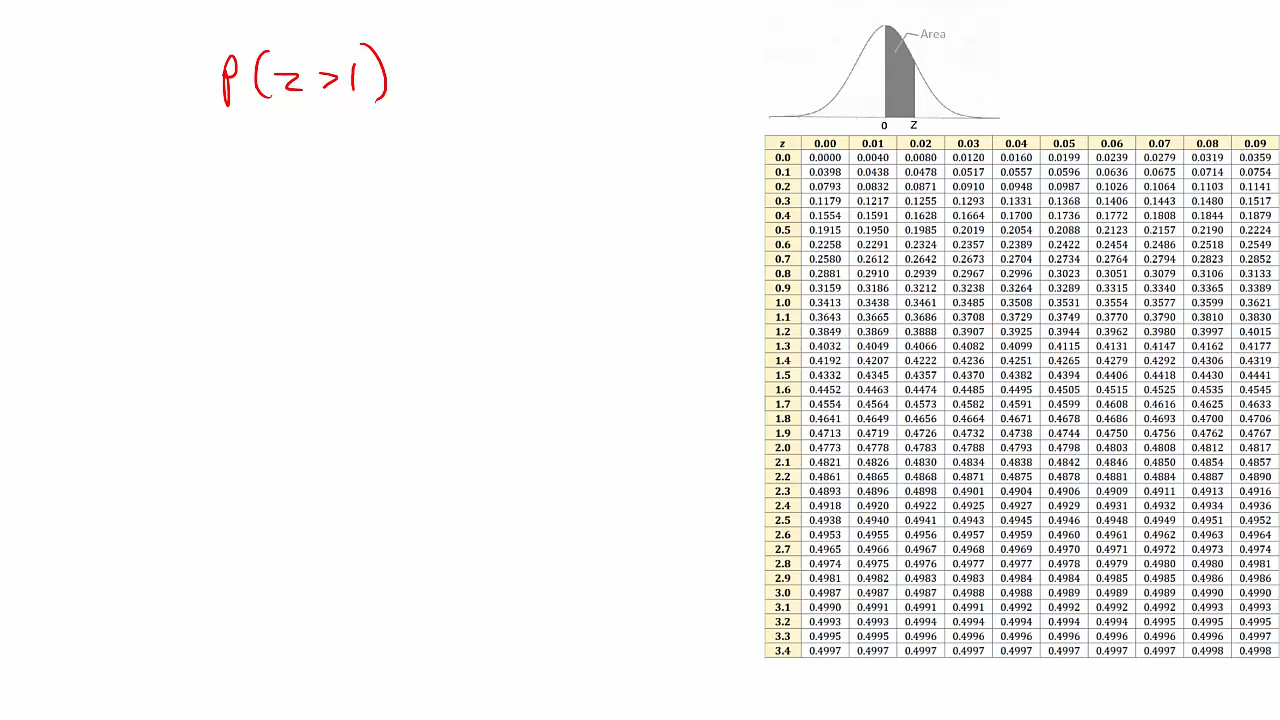 P(z>1)
Area
0 Z
z 0.00 0.01 0.02 0.03 0.04 0.05 0.06 0.07 0.08 0.09
0.0 0.0000 0.0040 0.0080 0.0120 0.0160 0.0199 0.0239 0.0279 0.0319 0.0359
0.1 0.0398 0.0438 0.0478 0.0517 0.0557 0.0596 0.0636 0.0675 0.0714 0.0754
0.2 0.0793 0.0832 0.0871 0.0910 0.0948 0.0987 0.1026 0.1064 0.1103 0.1141
0.3 0.1179 0.1217 0.1255 0.1293 0.1331 0.1368 0.1406 0.1443 0.1480 0.1517
0.4 0.1554 0.1591 0.1628 0.1664 0.1700 0.1736 0.1772 0.1808 0.1844 0.1879
0.5 0.1915 0.1950 0.1985 0.2019 0.2054 0.2088 0.2123 0.2157 0.2190 0.2224
0.6 0.2258 0.2291 0.2324 0.2357 0.2389 0.2422 0.2454 0.2486 0.2518 0.2549
0.7 0.2580 0.2612 0.2642 0.2673 0.2704 0.2734 0.2764 0.2794 0.2823 0.2852
0.8 0.2881 0.2910 0.2939 0.2967 0.2996 0.3023 0.3051 0.3079 0.3106 0.3133
0.9 0.3159 0.3186 0.3212 0.3238 0.3264 0.3289 0.3315 0.3340 0.3365 0.3389
1.0 0.3413 0.3438 0.3461 0.3485 0.3508 0.3531 0.3554 0.3577 0.3599 0.3621
1.1 0.3643 0.3665 0.3686 0.3708 0.3729 0.3749 0.3770 0.3790 0.3810 0.3830
1.2 0.3849 0.3869 0.3888 0.3907 0.3925 0.3944 0.3962 0.3980 0.3997 0.4015
1.3 0.4032 0.4049 0.4066 0.4082 0.4099 0.4115 0.4131 0.4147 0.4162 0.4177
1.4 0.4192 0.4207 0.4222 0.4236 0.4251 0.4265 0.4279 0.4292 0.4306 0.4319
1.5 0.4332 0.4345 0.4357 0.4370 0.4382 0.4394 0.4406 0.4418 0.4430 0.4441
1.6 0.4452 0.4463 0.4474 0.4485 0.4495 0.4505 0.4515 0.4525 0.4535 0.4545
1.7 0.4554 0.4564 0.4573 0.4582 0.4591 0.4599 0.4608 0.4616 0.4625 0.4633
1.8 0.4641 0.4649 0.4656 0.4664 0.4671 0.4678 0.4686 0.4693 0.4700 0.4706
1.9 0.4713 0.4719 0.4726 0.4732 0.4738 0.4744 0.4750 0.4756 0.4762 0.4767
2.0 0.4773 0.4778 0.4783 0.4788 0.4793 0.4798 0.4803 0.4808 0.4812 0.4817
2.1 0.4821 0.4826 0.4830 0.4834 0.4838 0.4842 0.4846 0.4850 0.4854 0.4857
2.2 0.4861 0.4865 0.4868 0.4871 0.4875 0.4878 0.4881 0.4884 0.4887 0.4890
2.3 0.4893 0.4896 0.4898 0.4901 0.4904 0.4906 0.4909 0.4911 0.4913 0.4916
2.4 0.4918 0.4920 0.4922 0.4925 0.4927 0.4929 0.4931 0.4932 0.4934 0.4936
2.5 0.4938 0.4940 0.4941 0.4943 0.4945 0.4946 0.4948 0.4949 0.4951 0.4952
2.6 0.4953 0.4955 0.4956 0.4957 0.4959 0.4960 0.4961 0.4962 0.4963 0.4964
2.7 0.4965 0.4966 0.4967 0.4968 0.4969 0.4970 0.4971 0.4972 0.4973 0.4974
2.8 0.4974 0.4975 0.4976 0.4977 0.4977 0.4978 0.4979 0.4980 0.4980 0.4981
2.9 0.4981 0.4982 0.4983 0.4983 0.4984 0.4984 0.4985 0.4985 0.4986 0.4986
3.0 0.4987 0.4987 0.4987 0.4988 0.4988 0.4989 0.4989 0.4989 0.4990 0.4990
3.1 0.4990 0.4991 0.4991 0.4991 0.4992 0.4992 0.4992 0.4992 0.4993 0.4993
3.2 0.4993 0.4993 0.4994 0.4994 0.4994 0.4994 0.4994 0.4995 0.4995 0.4995
3.3 0.4995 0.4995 0.4996 0.4996 0.4996 0.4996 0.4996 0.4996 0.4996 0.4997
3.4 0.4997 0.4997 0.4997 0.4997 0.4997 0.4997 0.4997 0.4997 0.4998 0.4998